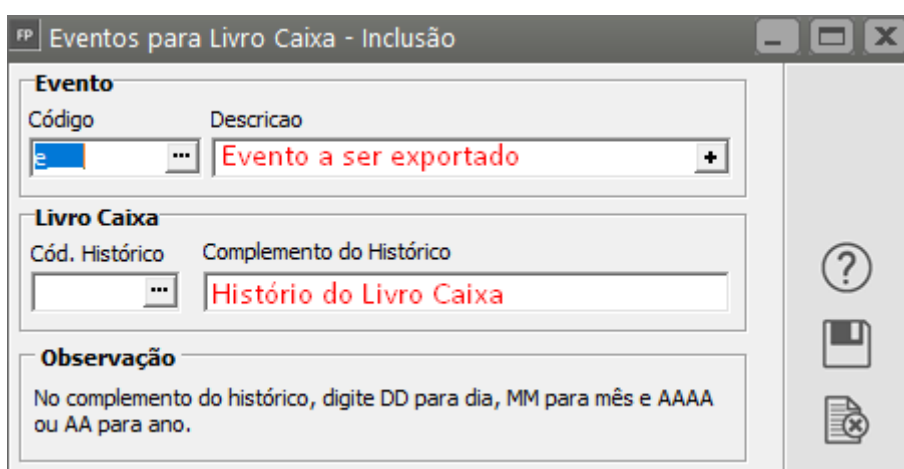 FP Eventos para Livro Caixa - Inclusão
Evento
Código Descricao
e ... Evento a ser exportado +
Livro Caixa
Cód. Histórico Complemento do Histórico
... Histório do Livro Caixa
?
Observação
No complemento do histórico, digite DD para dia, MM para mês e AAAA
ou AA para ano.